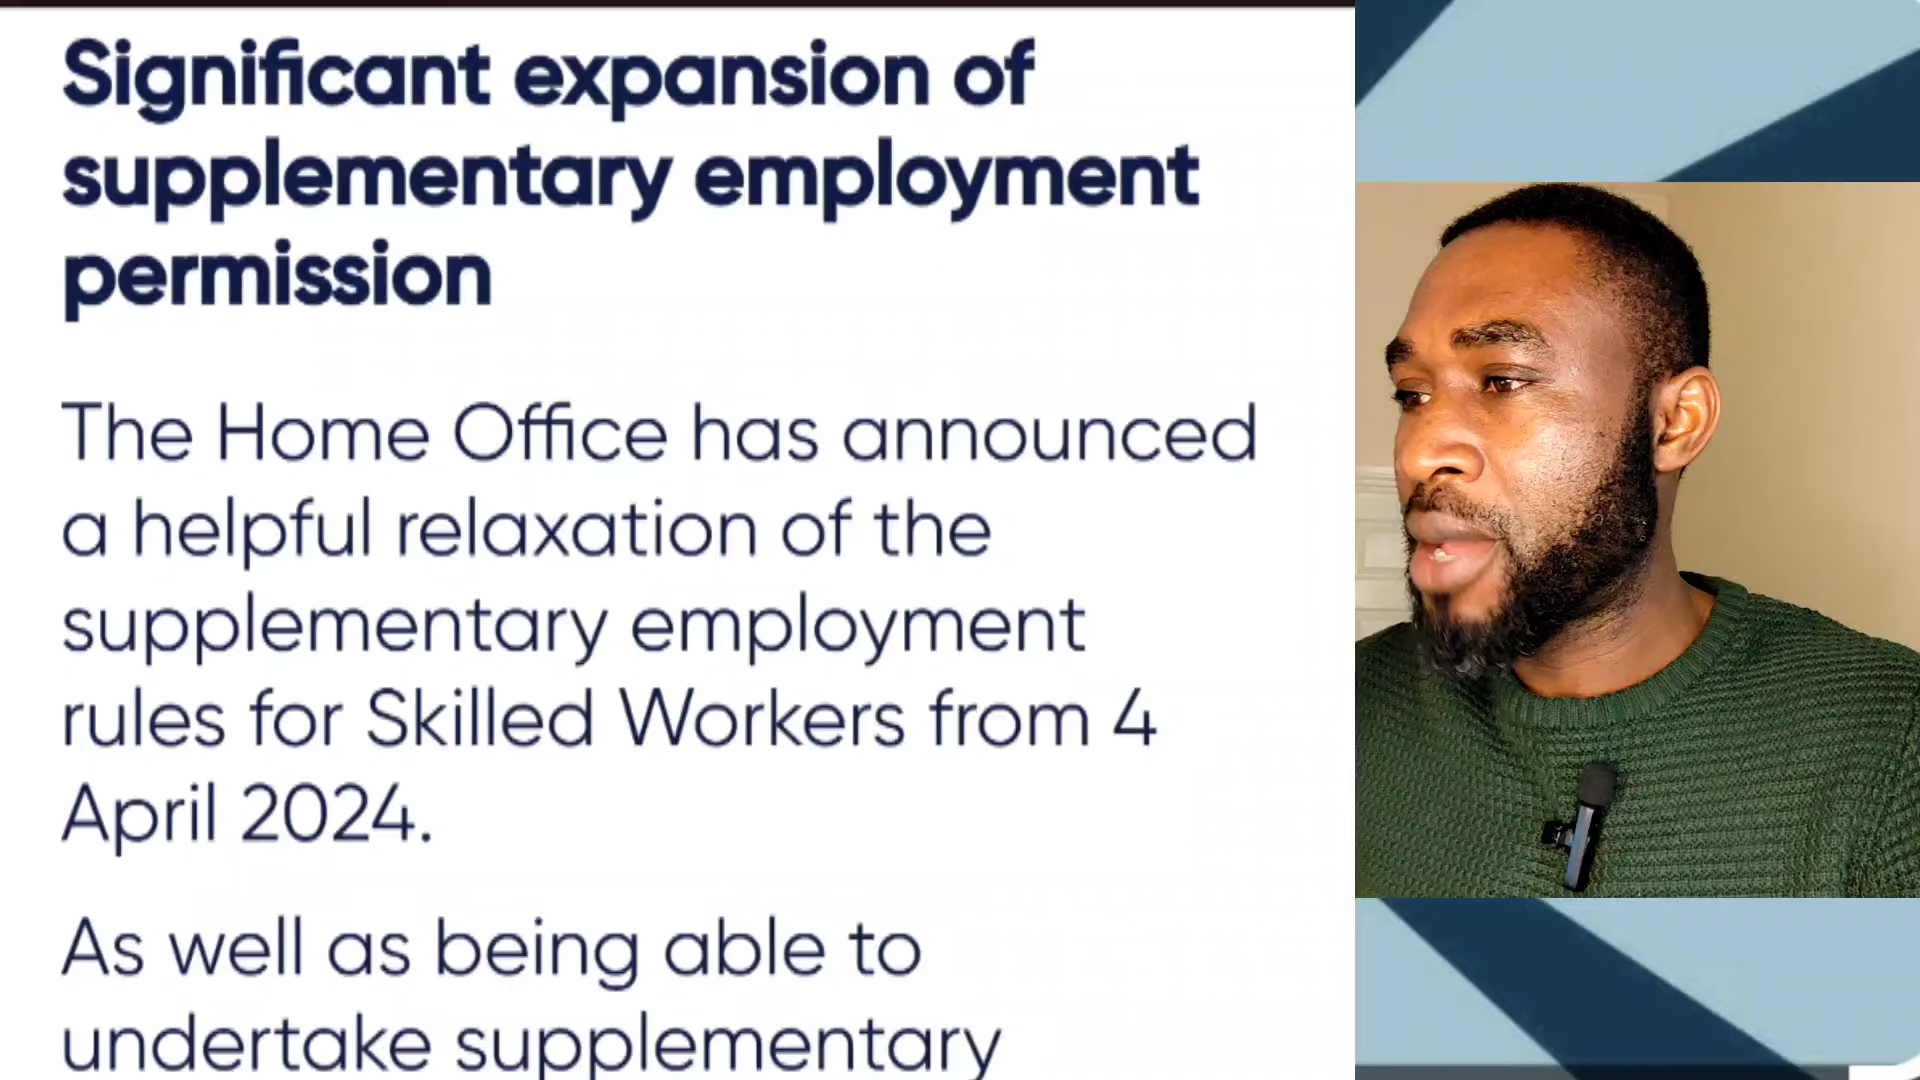 Significant expansion of
supplementary employment
permission
The Home Office has announced
a helpful relaxation of the
supplementary employment
rules for Skilled Workers from 4
April 2024.
As well as being able to
undertake supplementary